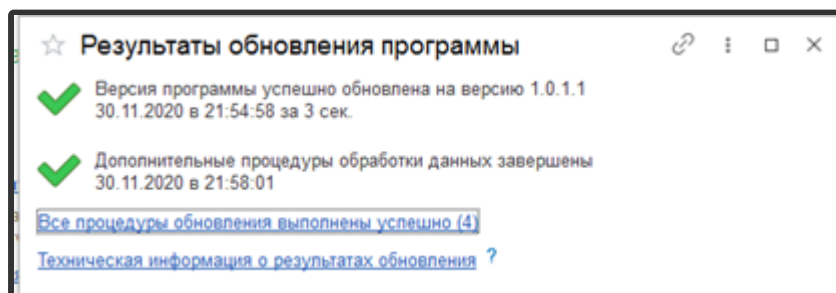 Результаты обновления программы
Версия программы успешно обновлена на версию 1.0.1.1
30.11.2020 в 21:54:58 за 3 сек.
Дополнительные процедуры обработки данных завершены
30.11.2020 в 21:58:01
Все процедуры обновления выполнены успешно (4)
Техническая информация о результатах обновления ?